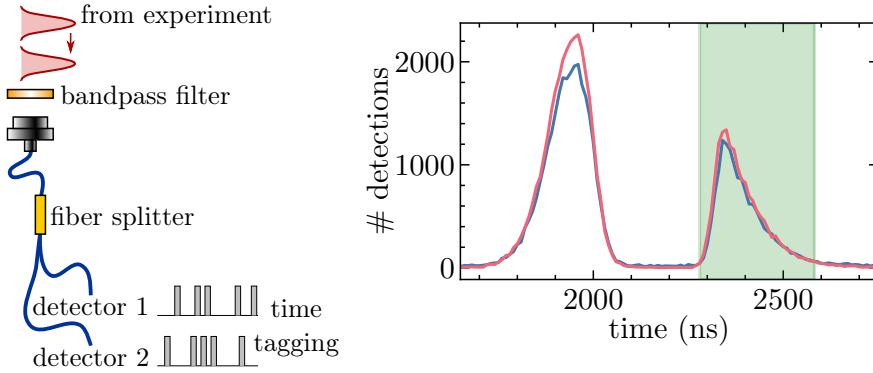 from experiment
bandpass filter
fiber splitter
detector 1
time
detector 2
tagging
# detections
2000
1000
0
2000
2500
time (ns)